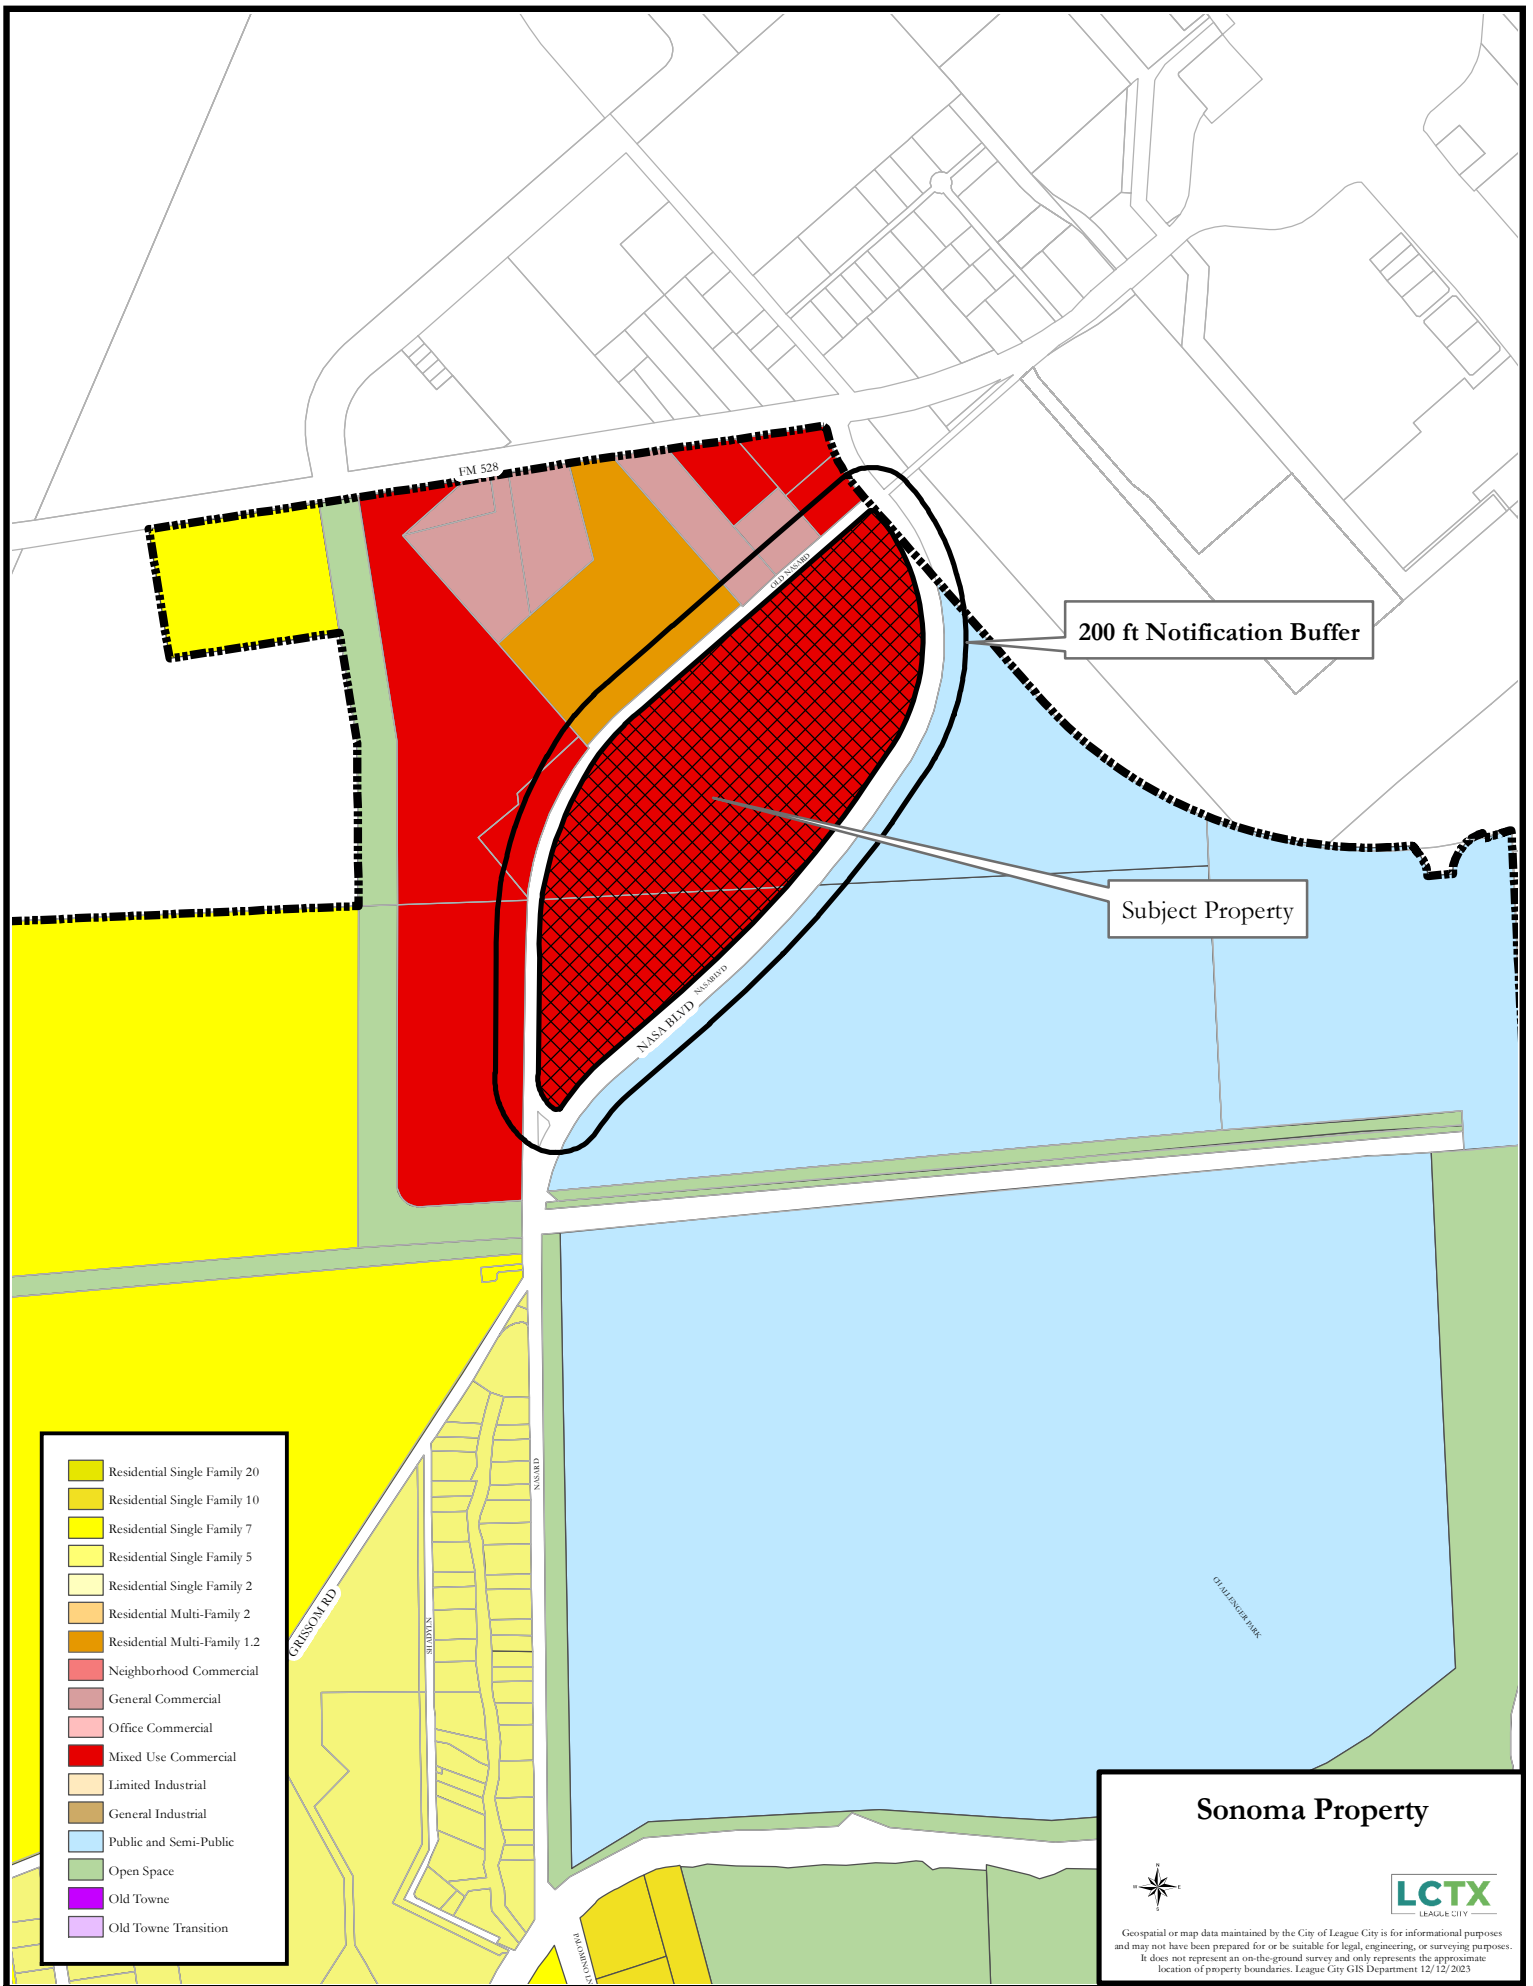 FM 528
OLD NASARD
200 ft Notification Buffer
Subject Property
NASABLVD
NASA BLVD
NASARD
GRISSOM RD
SHADYLN
CHALLENGER PARK
PALOMINO LN
Residential Single Family 20
Residential Single Family 10
Residential Single Family 7
Residential Single Family 5
Residential Single Family 2
Residential Multi-Family 2
Residential Multi-Family 1.2
Neighborhood Commercial
General Commercial
Office Commercial
Mixed Use Commercial
Limited Industrial
General Industrial
Public and Semi-Public
Open Space
Old Towne
Old Towne Transition
Sonoma Property
N
W E
S
LCTX
LEAGUE CITY
Geospatial or map data maintained by the City of League City is for informational purposes
and may not have been prepared for or be suitable for legal, engineering, or surveying purposes.
It does not represent an on-the-ground survey and only represents the approximate
location of property boundaries. League City GIS Department 12/12/2023